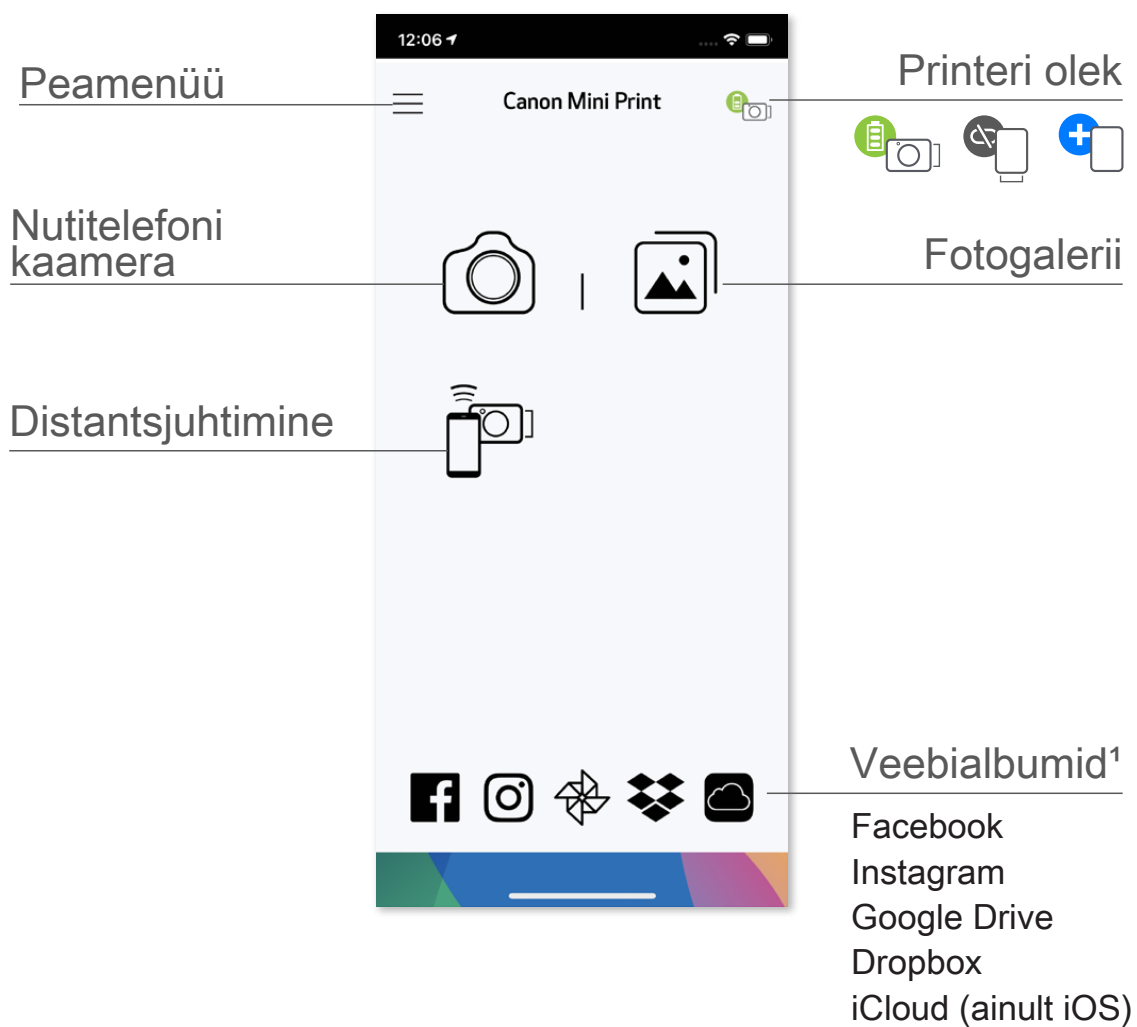 12:06
Peamenüü
Canon Mini Print
Printeri olek
Nutitelefoni
kaamera
Fotogalerii
Distantsjuhtimine
Veebialbumid¹
Facebook
Instagram
Google Drive
Dropbox
iCloud (ainult iOS)